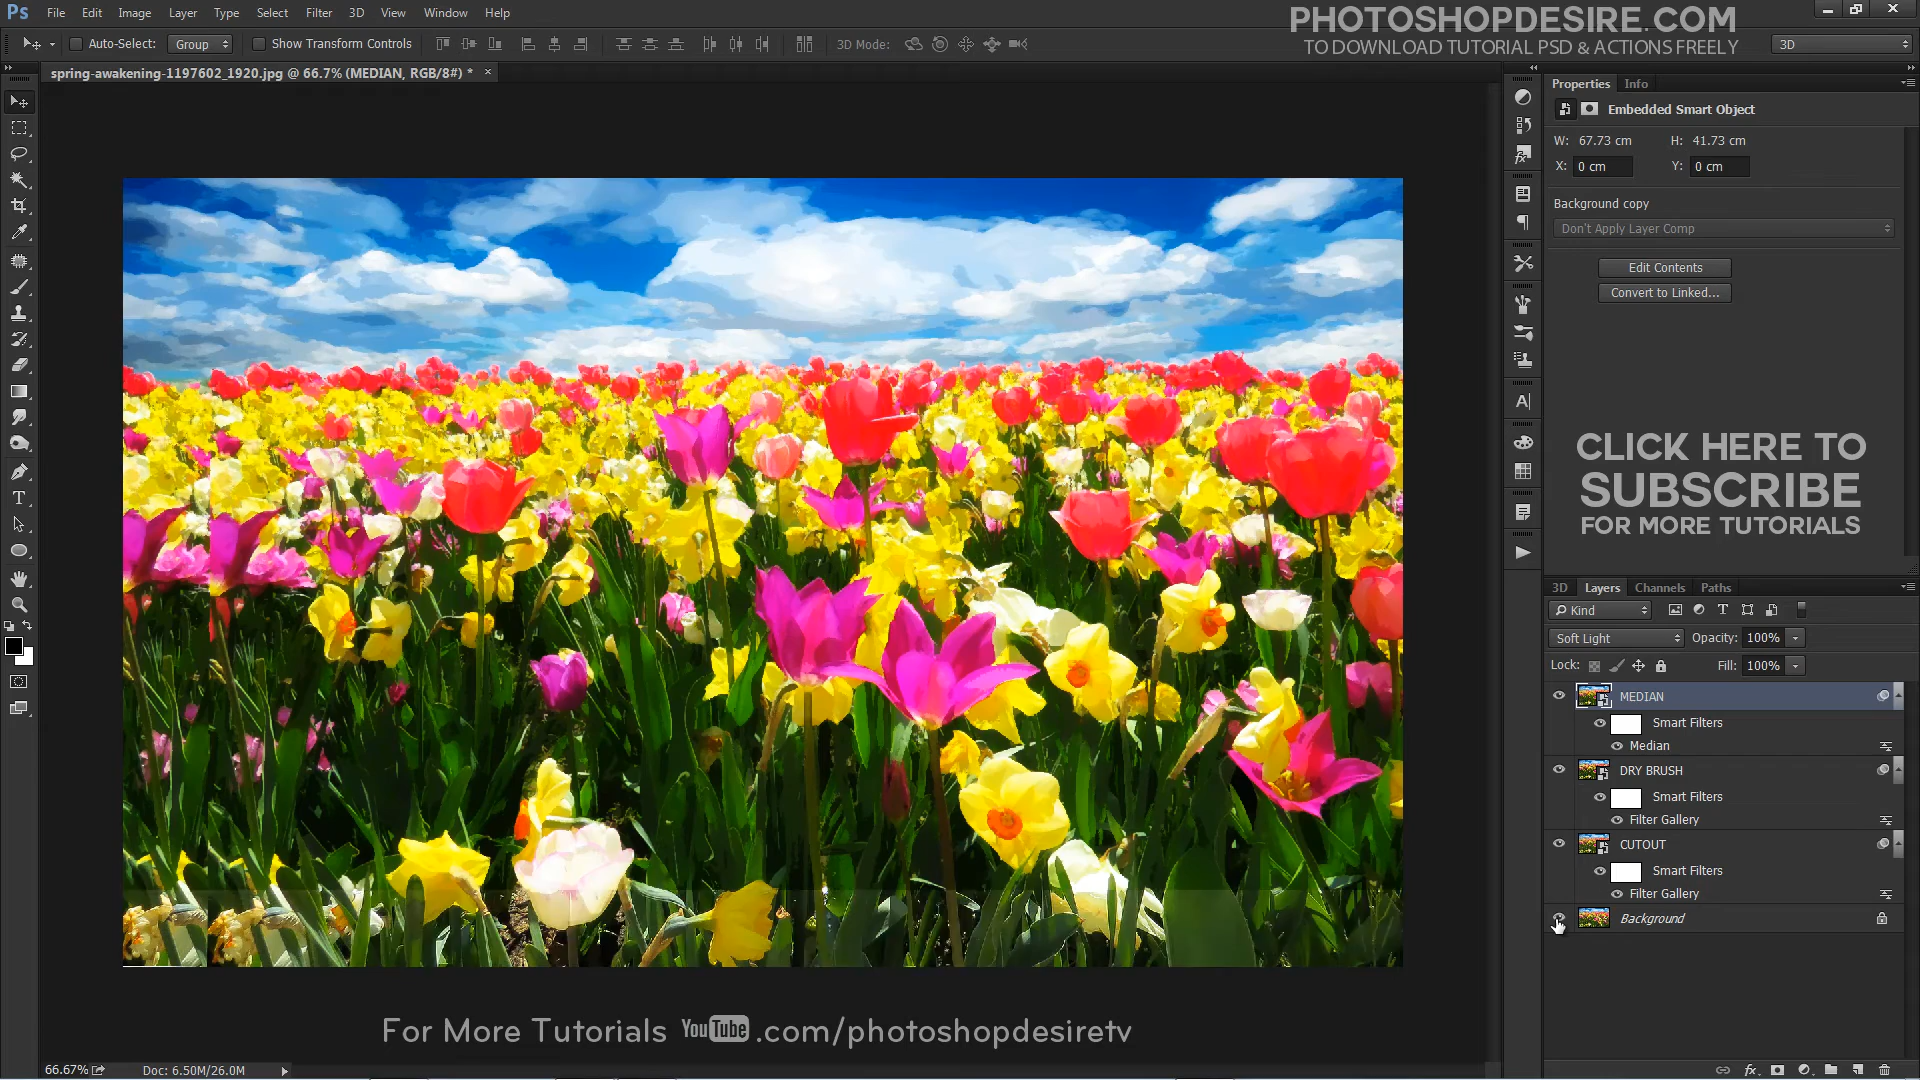 Ps File Edit Image Layer Type Select Filter 3D View Window Help
PHOTOSHOPDESIRE.COM
Auto-Select: Group Show Transform Controls 3D Mode:
TO DOWNLOAD TUTORIAL PSD & ACTIONS FREELY
3D
spring-awakening-1197602_1920.jpg @ 66.7% (MEDIAN, RGB/8#) * ×
Properties Info
Embedded Smart Object
W: 67.73 cm H: 41.73 cm
X: 0 cm Y: 0 cm
Background copy
Don't Apply Layer Comp
Edit Contents
Convert to Linked...
CLICK HERE TO
SUBSCRIBE
FOR MORE TUTORIALS
3D Layers Channels Paths
Kind
Soft Light Opacity: 100%
Lock: Fill: 100%
MEDIAN
Smart Filters
Median
DRY BRUSH
Smart Filters
Filter Gallery
CUTOUT
Smart Filters
Filter Gallery
Background
For More Tutorials YouTube.com/photoshopdesiretv
66.67% Doc: 6.50M/26.0M